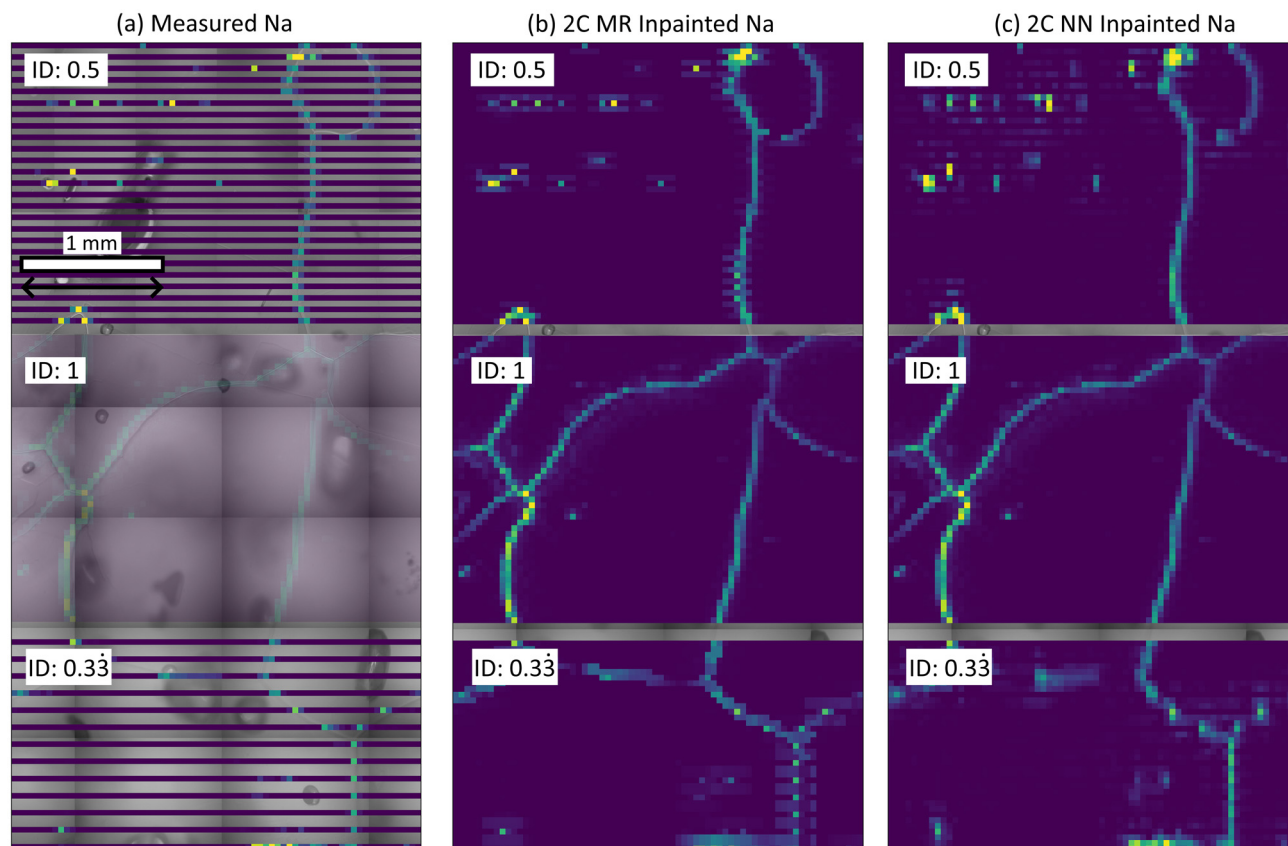 (a) Measured Na
(b) 2C MR Inpainted Na
(c) 2C NN Inpainted Na
ID: 0.5
ID: 0.5
ID: 0.5
1 mm
ID: 1
ID: 1
ID: 1
ID: 0.33̇
ID: 0.33̇
ID: 0.33̇